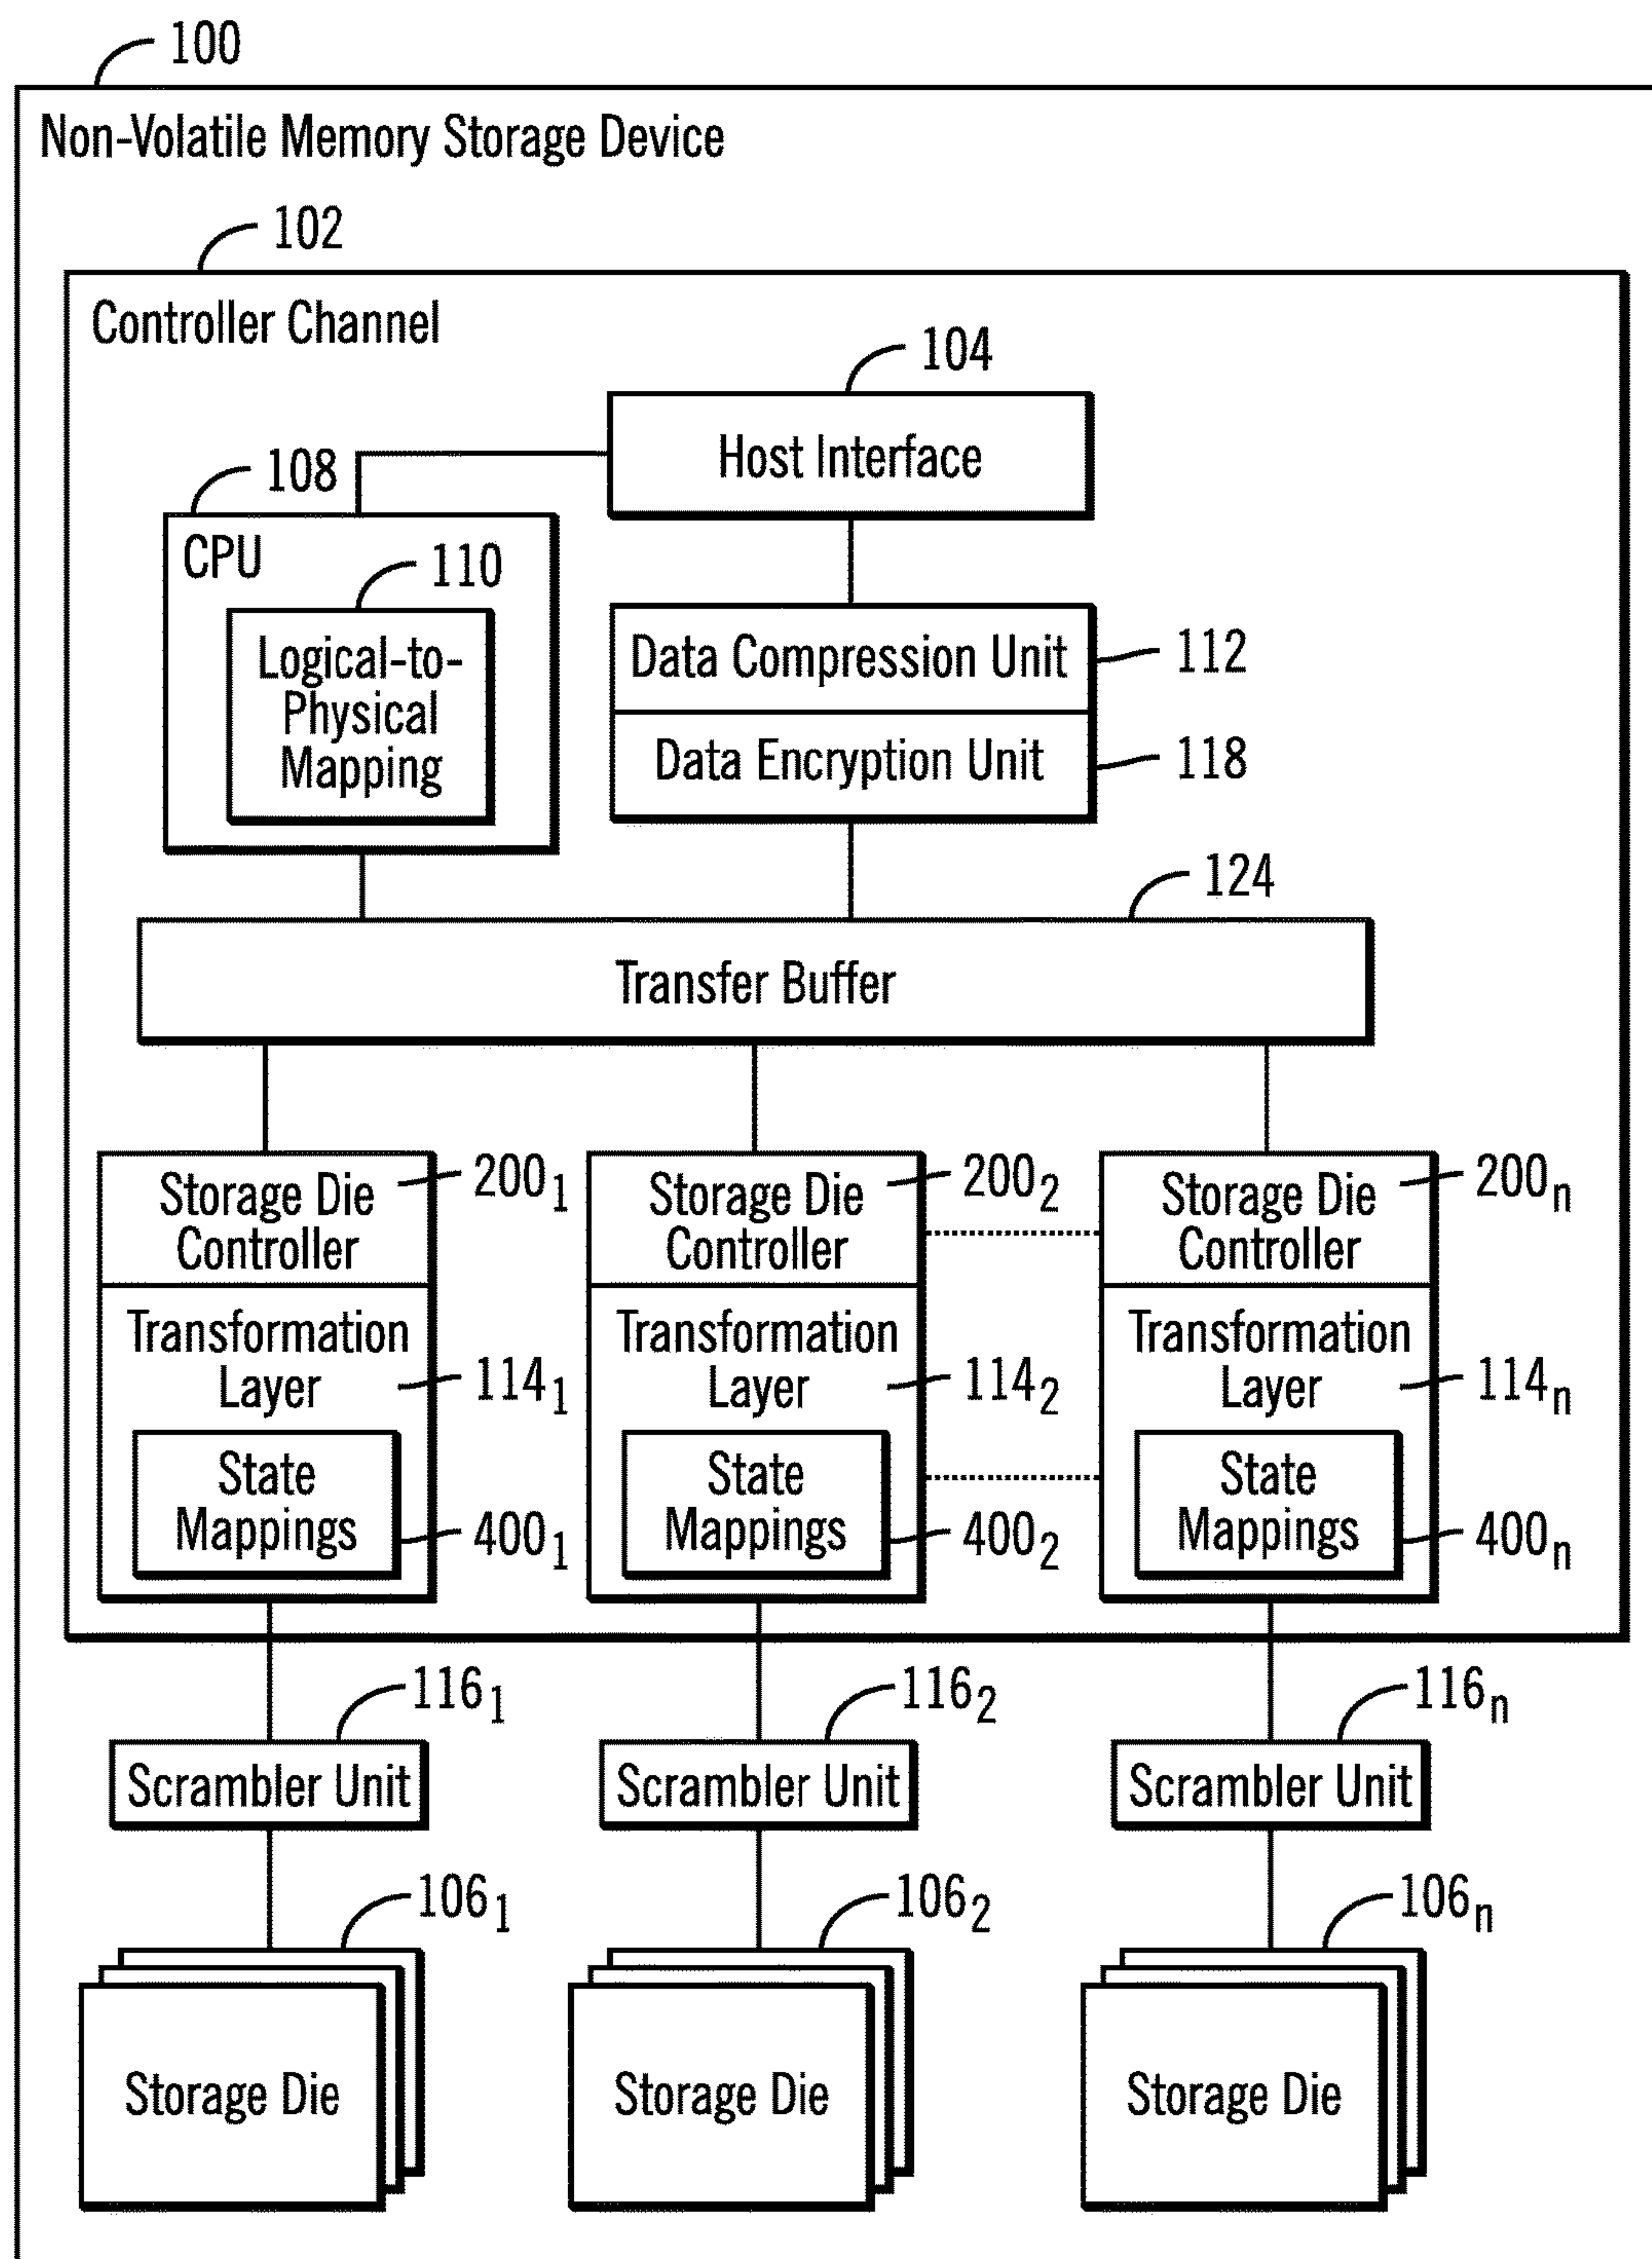 100
Non-Volatile Memory Storage Device
102
Controller Channel
104
Host Interface
108
CPU
110
Logical-to-
Physical
Mapping
Data Compression Unit
112
Data Encryption Unit
118
124
Transfer Buffer
Storage Die
Controller
200₁
Transformation
Layer
114₁
State
Mappings
400₁
Storage Die
Controller
200₂
Transformation
Layer
114₂
State
Mappings
400₂
Storage Die
Controller
200ₙ
Transformation
Layer
114ₙ
State
Mappings
400ₙ
116₁
Scrambler Unit
116₂
Scrambler Unit
116ₙ
Scrambler Unit
106₁
Storage Die
106₂
Storage Die
106ₙ
Storage Die